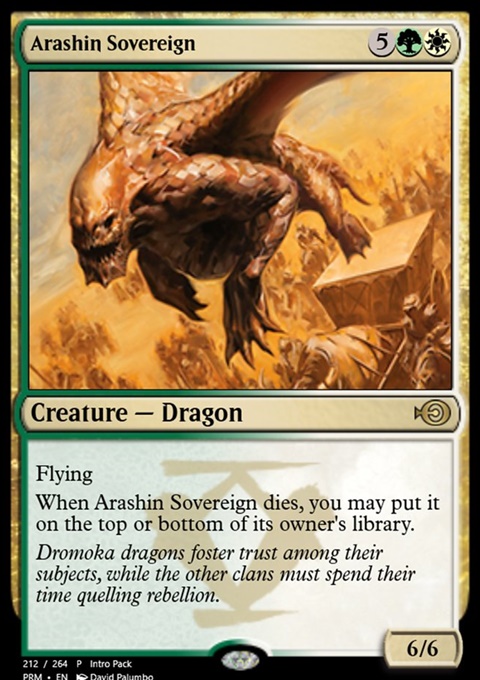 Arashin Sovereign 5
Creature — Dragon
Flying
When Arashin Sovereign dies, you may put it
on the top or bottom of its owner's library.
Dromoka dragons foster trust among their
subjects, while the other clans must spend their
time quelling rebellion.
6/6
212 / 264 P Intro Pack
PRM • EN David Palumbo